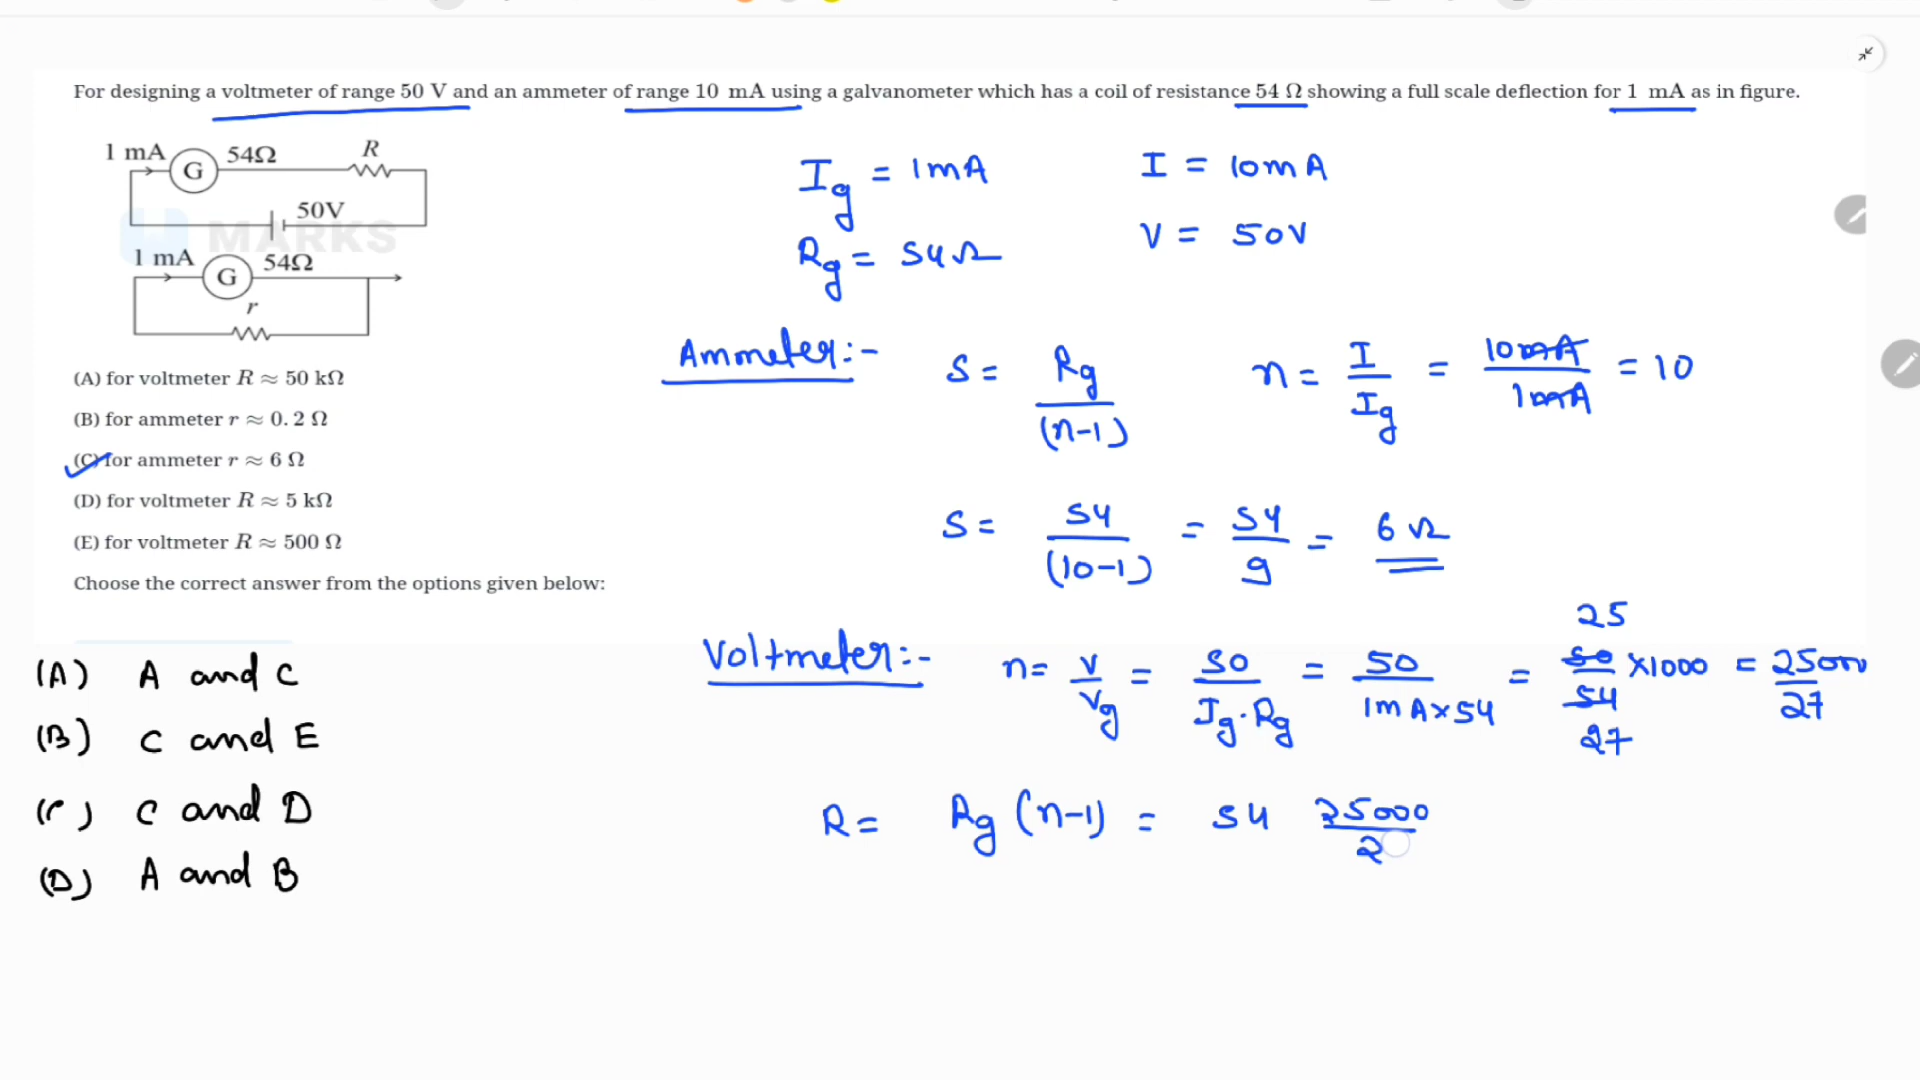 For designing a voltmeter of range 50 V and an ammeter of range 10 mA using a galvanometer which has a coil of resistance 54 Ω showing a full scale deflection for 1 mA as in figure.
1 mA G 54Ω R
50V
MARKS
1 mA G 54Ω
r
(A) for voltmeter R ≈ 50 kΩ
(B) for ammeter r ≈ 0.2 Ω
(C) for ammeter r ≈ 6 Ω
(D) for voltmeter R ≈ 5 kΩ
(E) for voltmeter R ≈ 500 Ω
Choose the correct answer from the options given below:
(A) A and C
(B) C and E
(C) C and D
(D) A and B
Ig = 1mA I = 10mA
Rg = 54Ω V = 50V
Ammeter:- S = Rg/(n-1) n = I/Ig = 10mA/1mA = 10
S = 54/(10-1) = 54/9 = 6Ω
Voltmeter:- n = V/Vg = 50/Ig·Rg = 50/1mA×54 = 25 50/54 27 ×1000 = 25000/27
R = Rg (n-1) = 54 25000/2